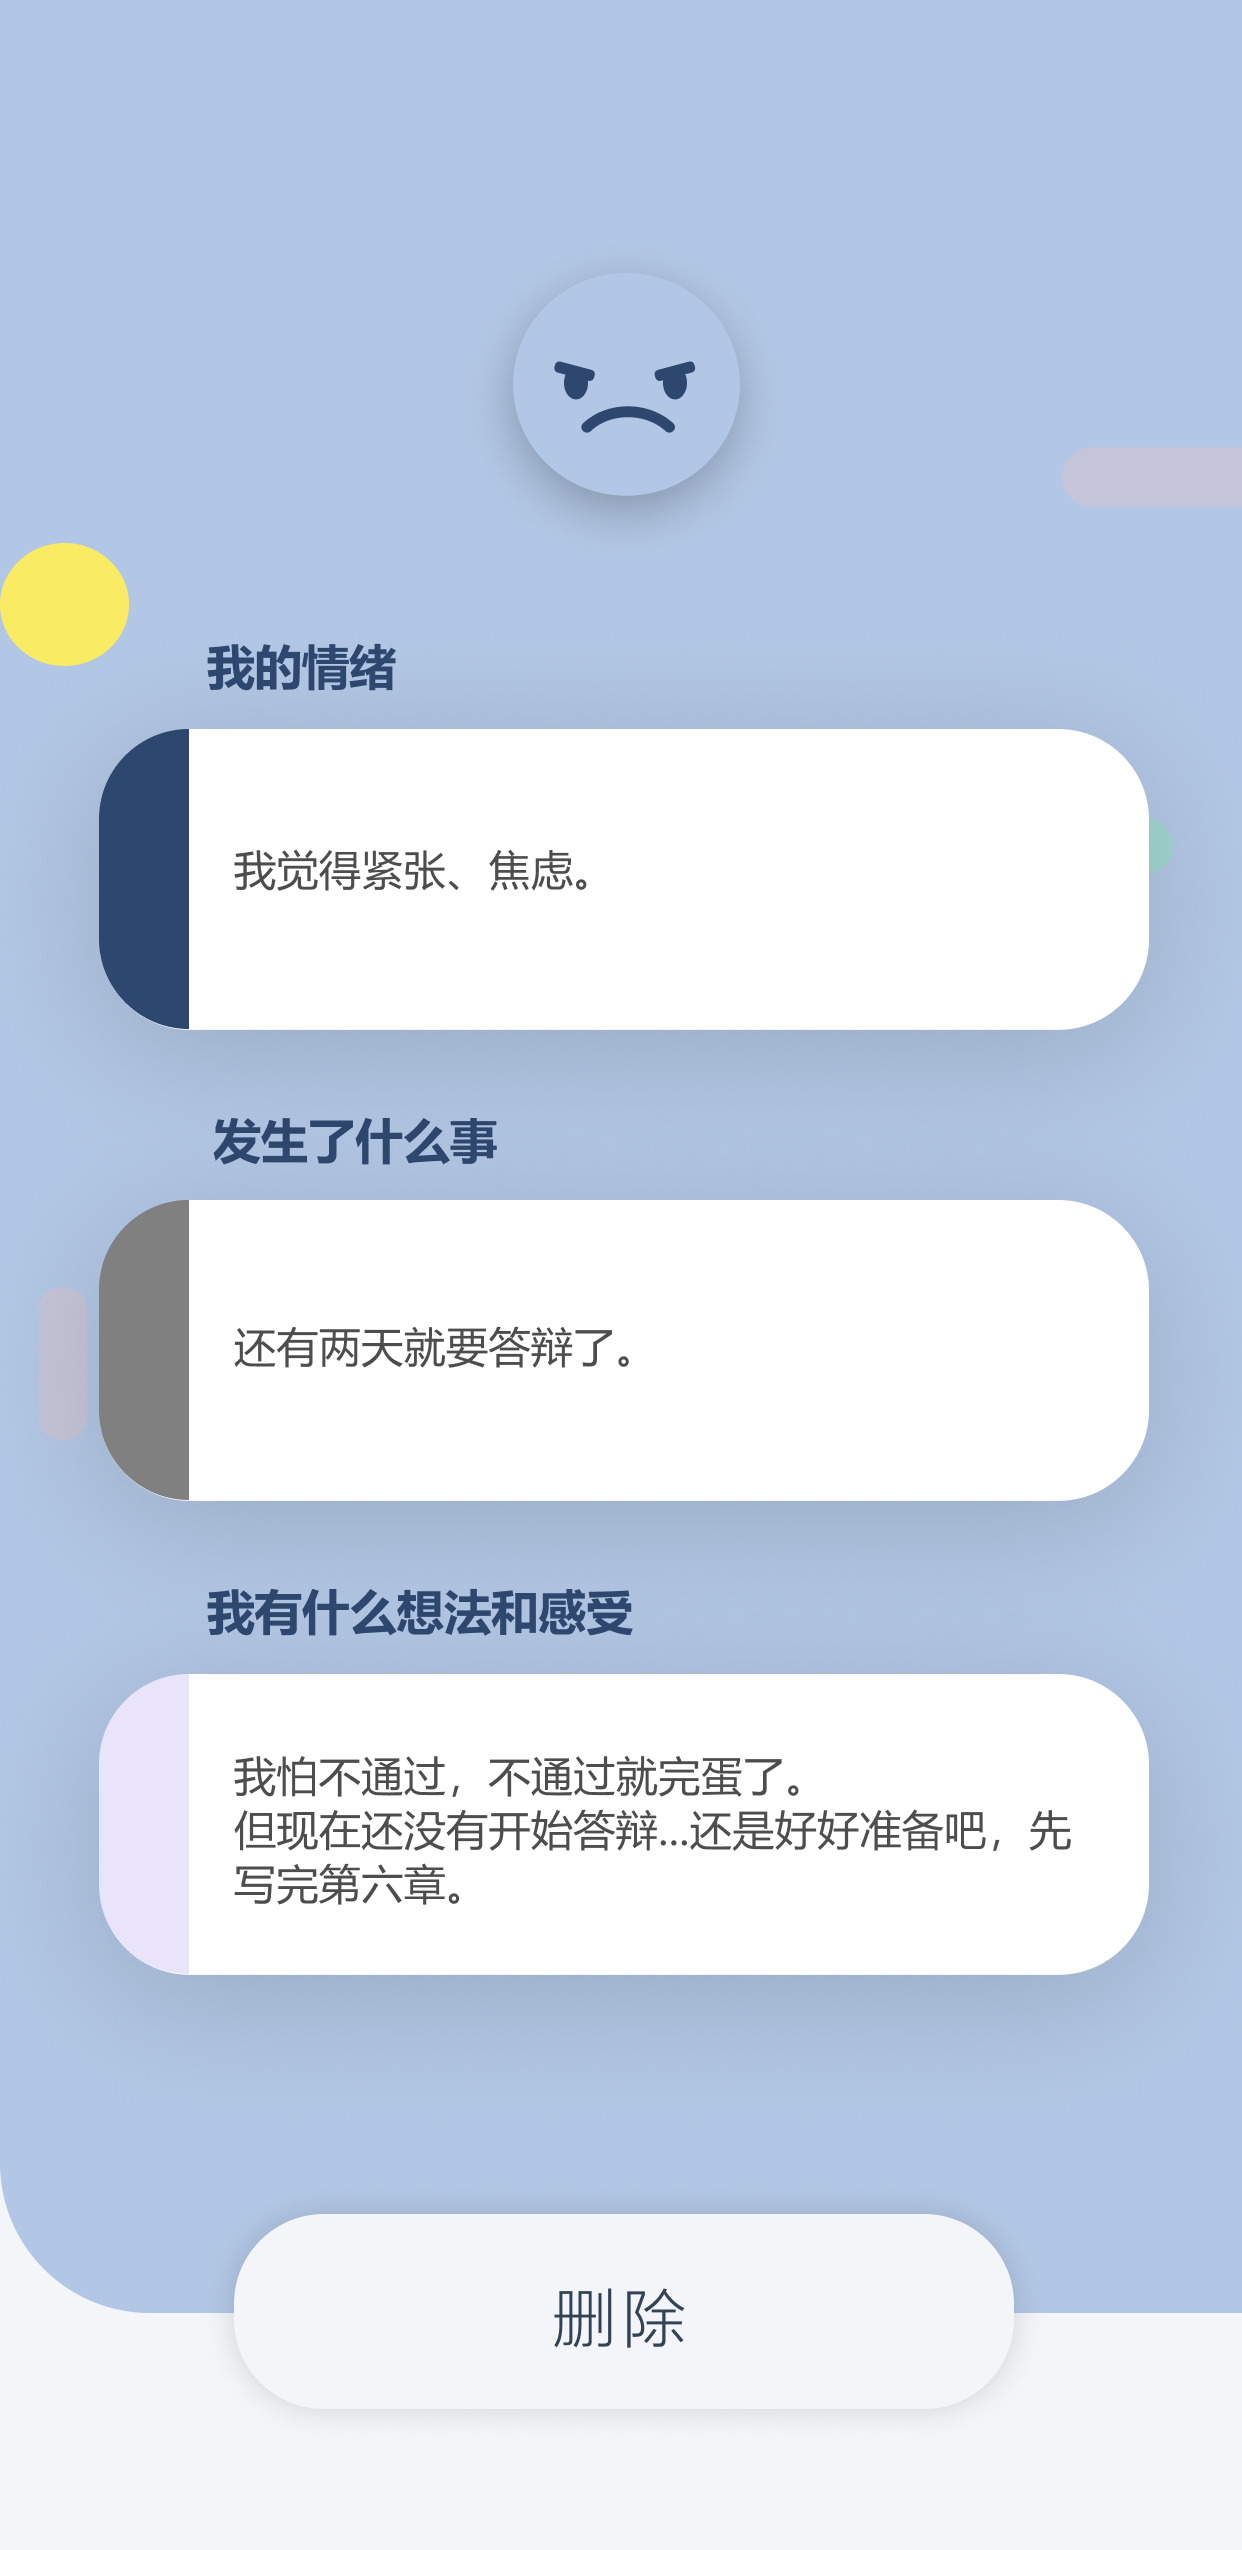 我的情绪
我觉得紧张、焦虑。
发生了什么事
还有两天就要答辩了。
我有什么想法和感受
我怕不通过，不通过就完蛋了。
但现在还没有开始答辩...还是好好准备吧，先
写完第六章。
删除